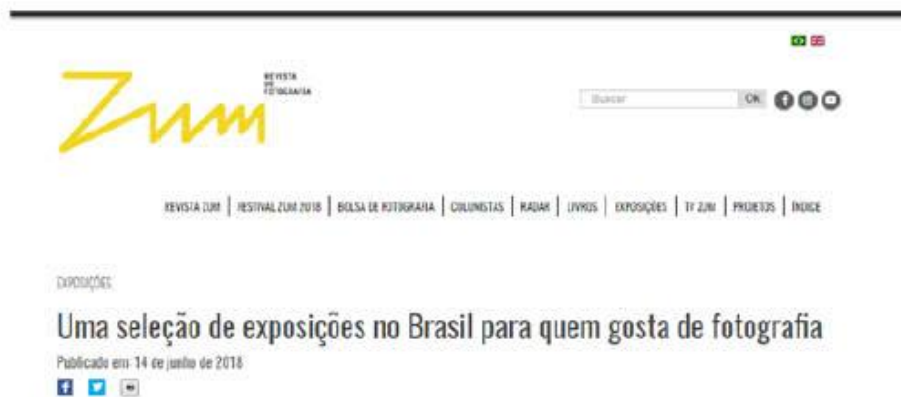 Zum
REVISTA
DE
FOTOGRAFIA
Buscar OK
REVISTA ZUM | FESTIVAL ZUM 2018 | BOLSA DE FOTOGRAFIA | COLUNISTAS | RADAR | LIVROS | EXPOSIÇÕES | TV ZUM | PROJETOS | ÍNDICE
EXPOSIÇÕES
Uma seleção de exposições no Brasil para quem gosta de fotografia
Publicado em: 14 de junho de 2018